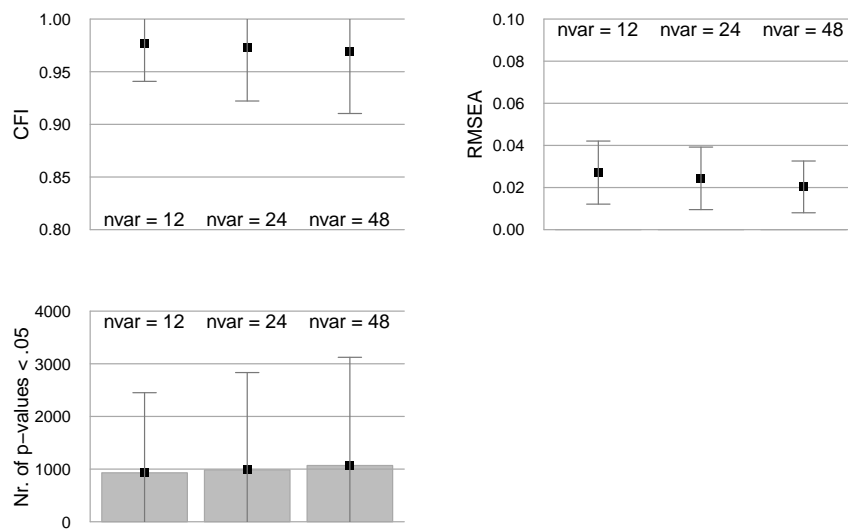 CFI
1.00
0.95
0.90
0.85
0.80
nvar = 12 nvar = 24 nvar = 48
RMSEA
0.10
0.08
0.06
0.04
0.02
0.00
nvar = 12 nvar = 24 nvar = 48
Nr. of p−values < .05
4000
3000
2000
1000
0
nvar = 12 nvar = 24 nvar = 48